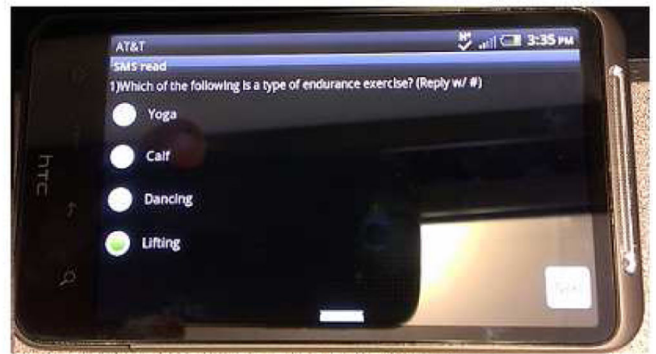 AT&T
3:35 PM
SMS read
1)Which of the following is a type of endurance exercise? (Reply w/ #)
Yoga
Calf
Dancing
Lifting
hTC